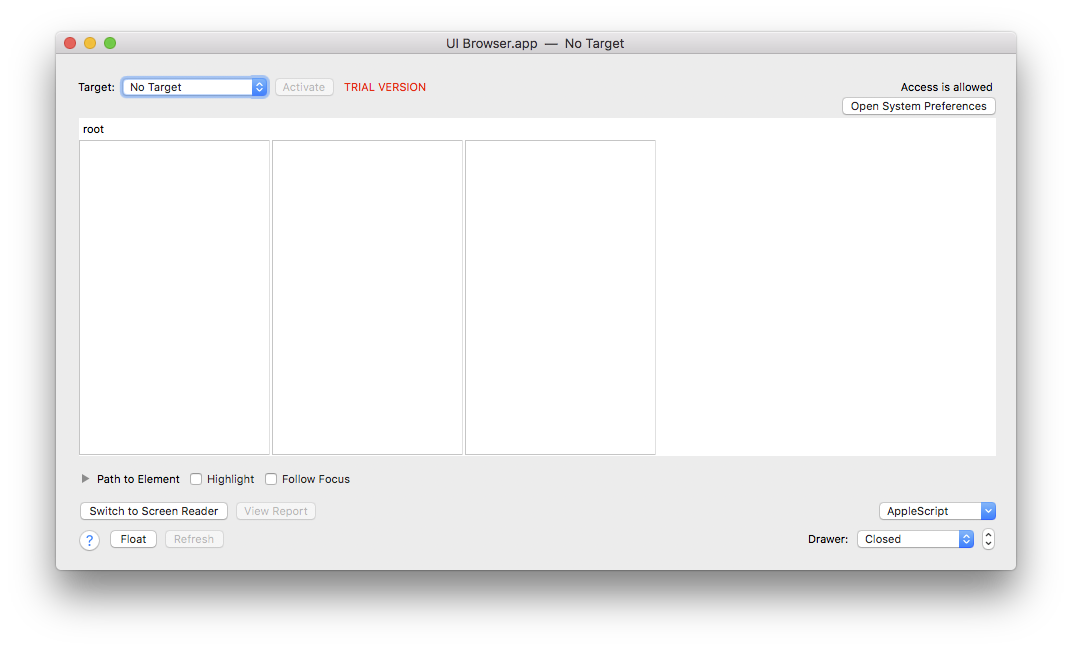 UI Browser.app — No Target
Target: No Target Activate TRIAL VERSION Access is allowed
Open System Preferences
root
Path to Element Highlight Follow Focus
Switch to Screen Reader View Report AppleScript
? Float Refresh Drawer: Closed